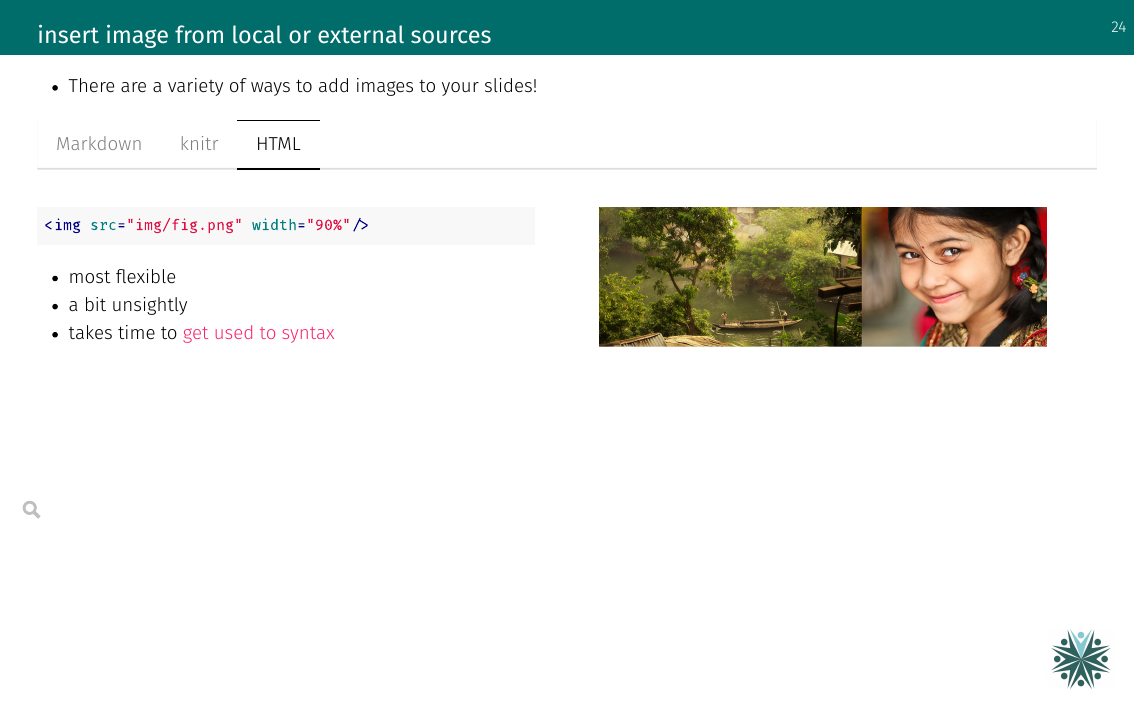 insert image from local or external sources
24
• There are a variety of ways to add images to your slides!
Markdown knitr HTML
<img src="img/fig.png" width="90%"/>
• most flexible
• a bit unsightly
• takes time to get used to syntax